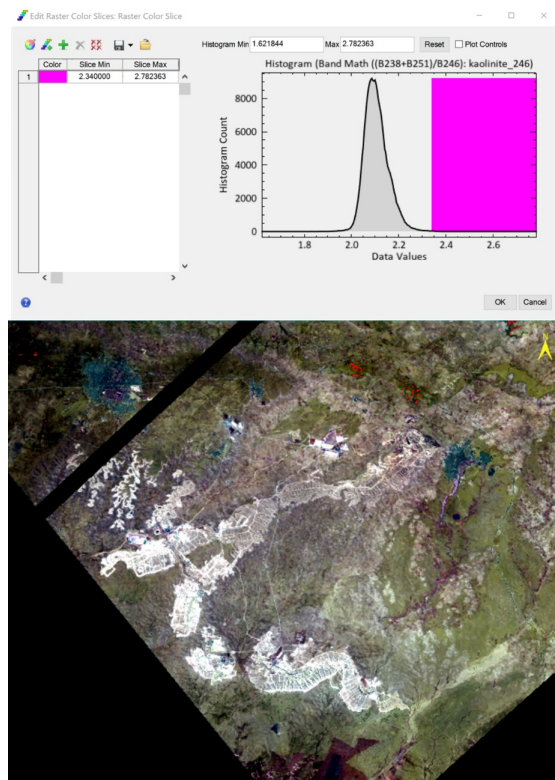 Edit Raster Color Slices: Raster Color Slice
Histogram Min 1.621844 Max 2.782363 Reset Plot Controls
Color Slice Min Slice Max
1 2.340000 2.782363
Histogram (Band Math ((B238+B251)/B246): kaolinite_246)
Histogram Count
8000
6000
4000
2000
0
1.8 2.0 2.2 2.4 2.6
Data Values
OK Cancel